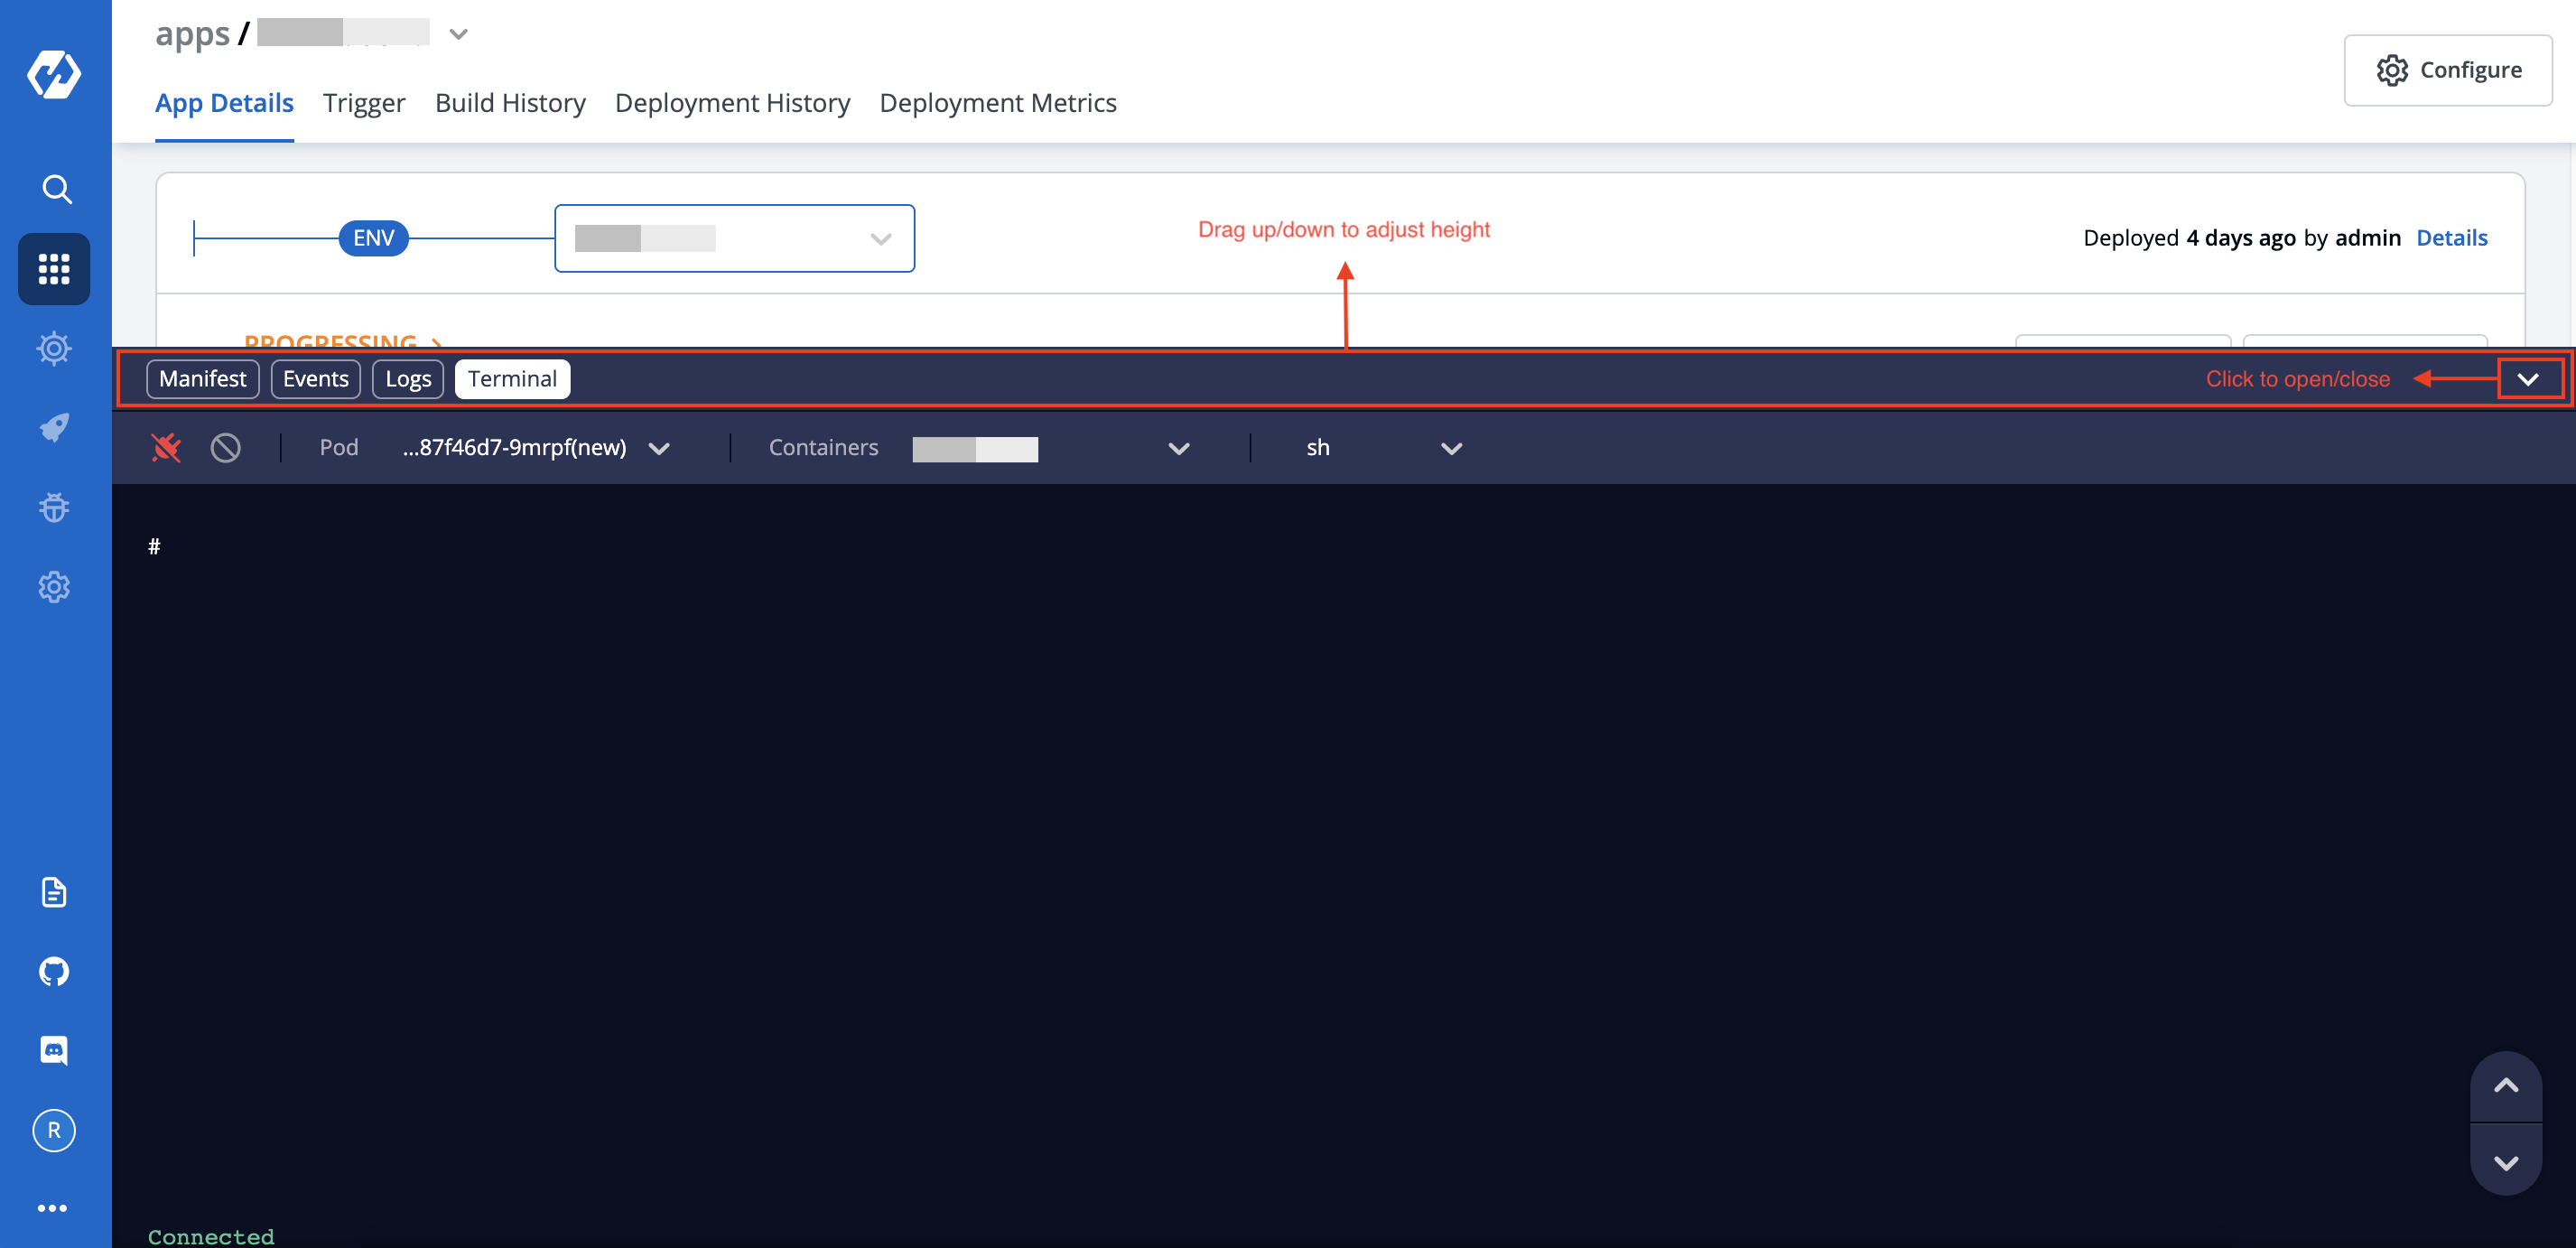 apps /
Configure
App Details Trigger Build History Deployment History Deployment Metrics
ENV
Drag up/down to adjust height
Deployed 4 days ago by admin Details
PROGRESSING
Manifest Events Logs Terminal
Click to open/close
Pod ...87f46d7-9mrpf(new) Containers sh
#
R
Connected